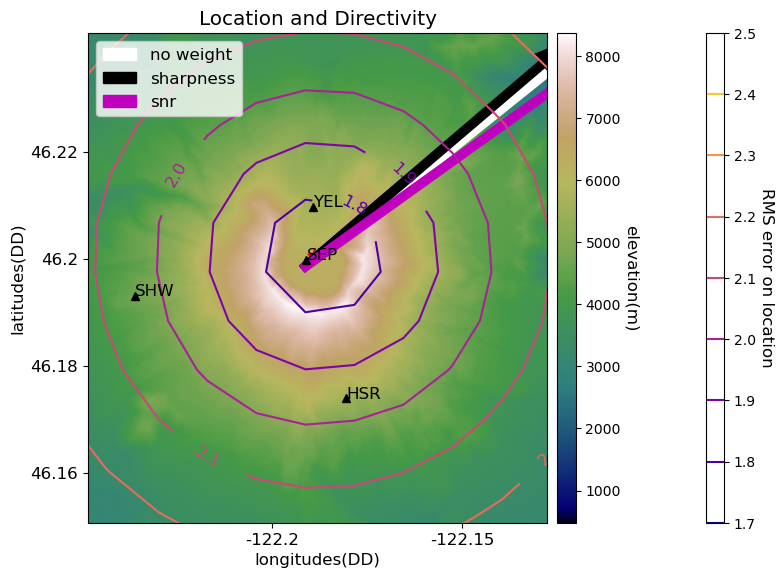 Location and Directivity
no weight
sharpness
snr
46.22
46.2
46.18
46.16
latitudes(DD)
-122.2
-122.15
longitudes(DD)
YEL
SEP
SHW
HSR
1.8
1.9
2.0
2.1
8000
7000
6000
5000
4000
3000
2000
1000
elevation(m)
2.5
2.4
2.3
2.2
2.1
2.0
1.9
1.8
1.7
RMS error on location